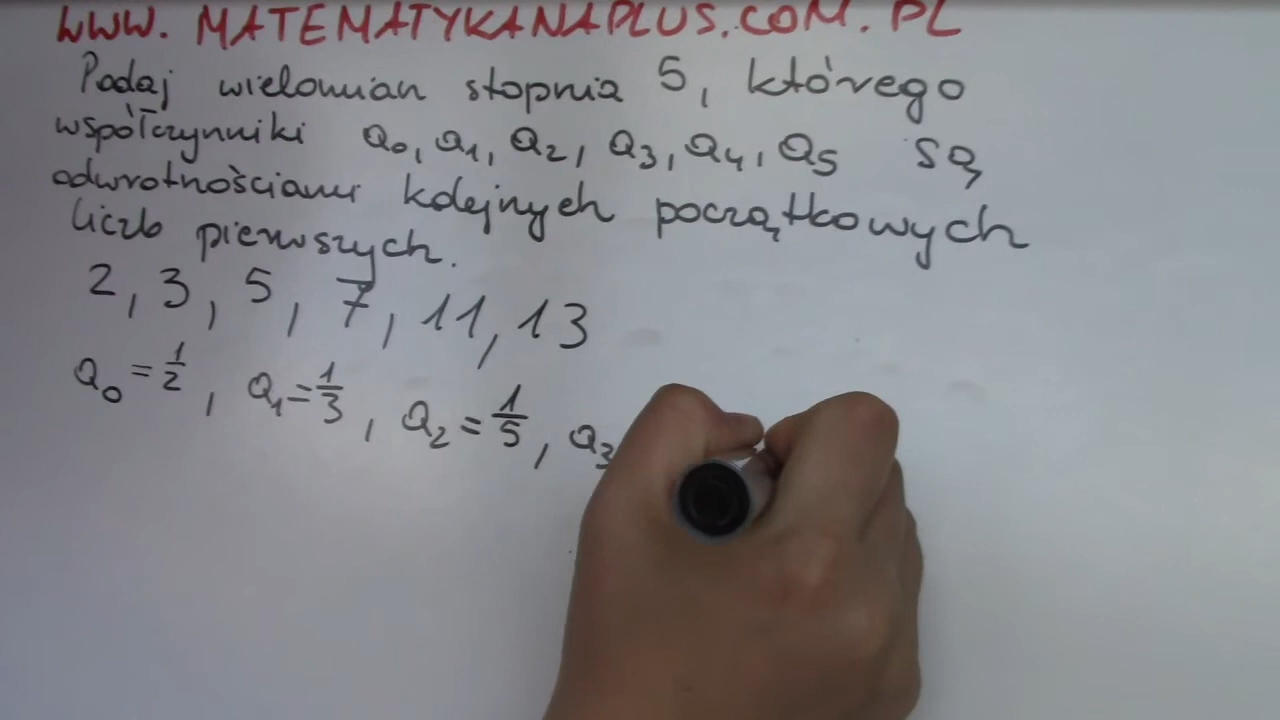 WWW. MATEMATYKANAPLUS.COM.PL
Podaj wielomian stopnia 5, którego
współczynniki a₀, a₁, a₂, a₃, a₄, a₅ są
odwrotnościami kolejnych początkowych
liczb pierwszych.
2, 3, 5, 7, 11, 13
a₀ = 1/2, a₁ = 1/3, a₂ = 1/5, a₃